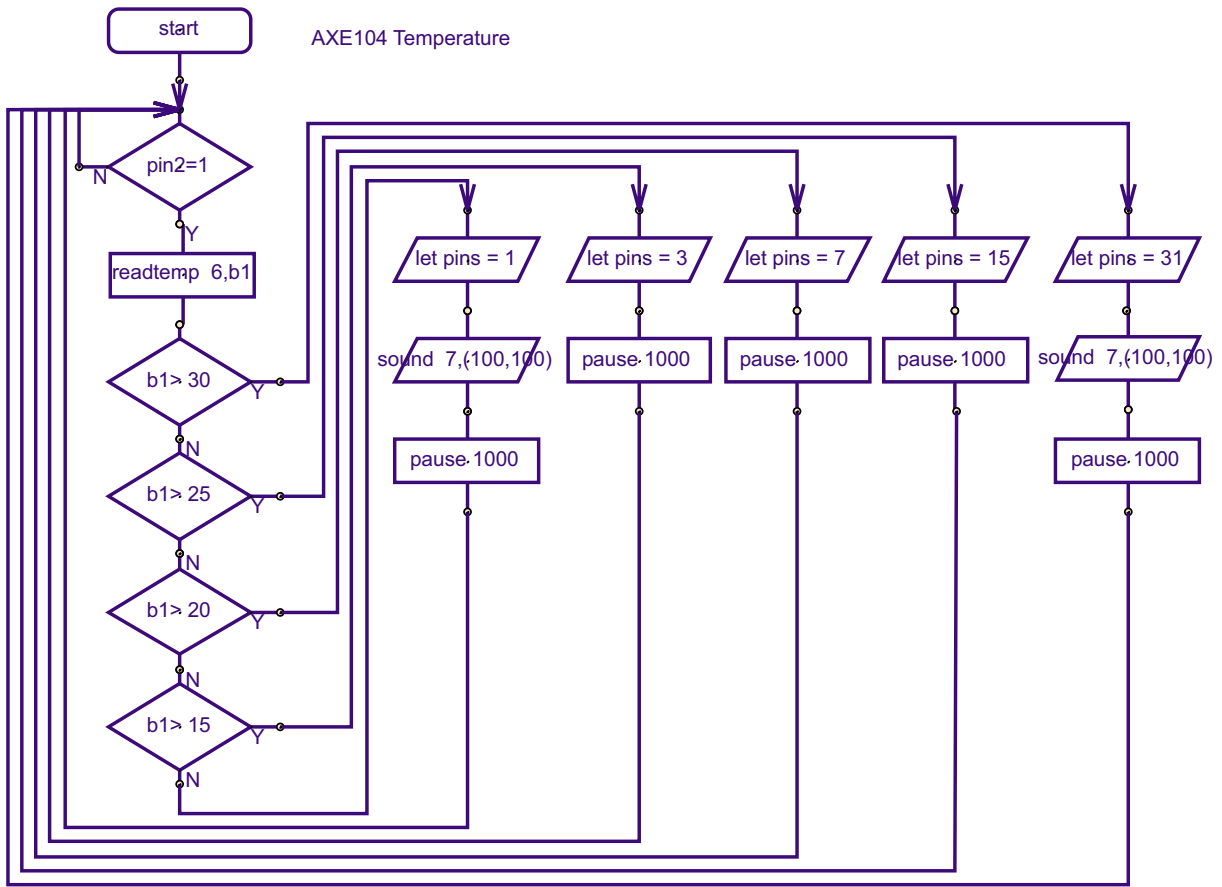 start
AXE104 Temperature
pin2=1
N
Y
readtemp 6,b1
b1> 30
Y
N
b1> 25
Y
N
b1> 20
Y
N
b1> 15
Y
N
let pins = 1
sound 7,(100,100)
pause 1000
let pins = 3
pause 1000
let pins = 7
pause 1000
let pins = 15
pause 1000
let pins = 31
sound 7,(100,100)
pause 1000